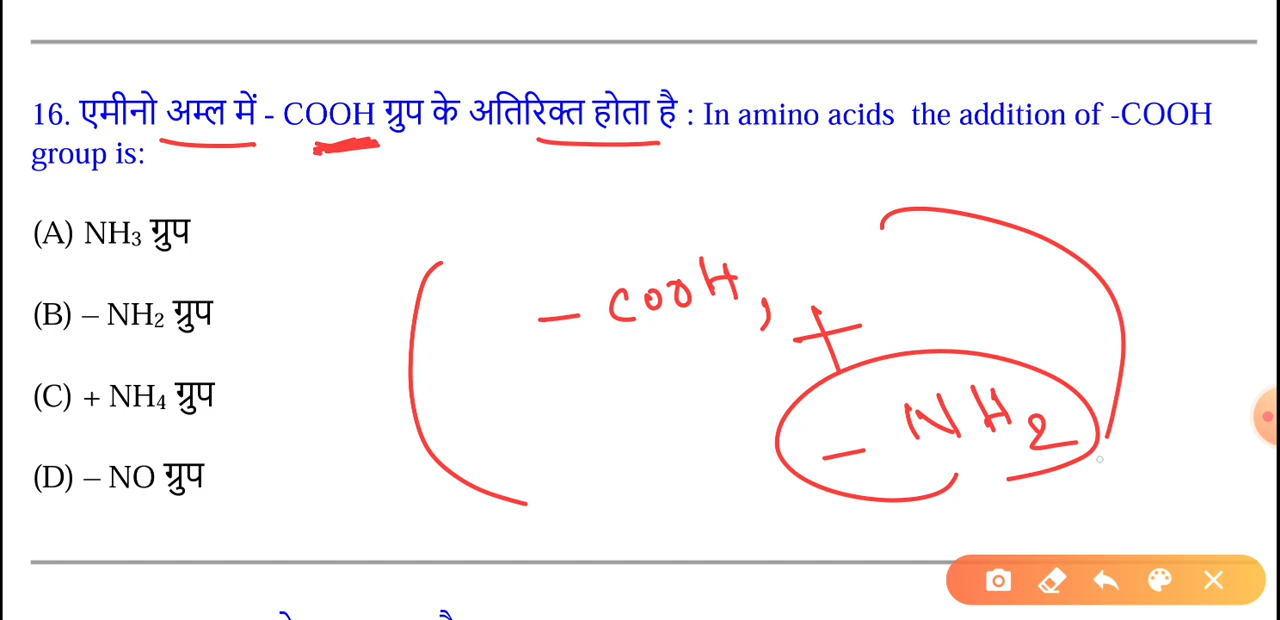 16. एमीनो अम्ल में - COOH ग्रुप के अतिरिक्त होता है : In amino acids the addition of -COOH
group is:
(A) NH₃ ग्रुप
(B) – NH₂ ग्रुप
(C) + NH₄ ग्रुप
(D) – NO ग्रुप
- COOH, +
- NH2